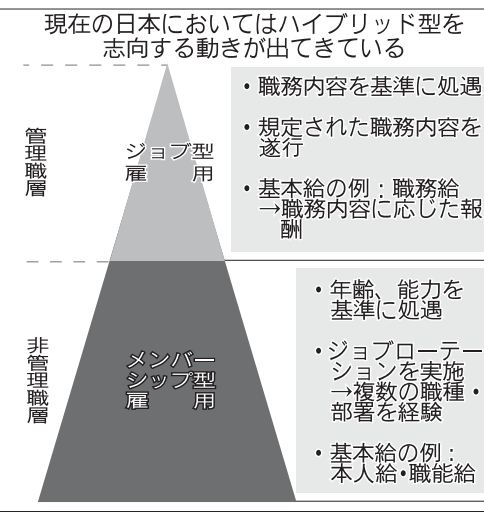 現在の日本においてはハイブリッド型を
志向する動きが出てきている
管理職層
ジョブ型
雇用
・職務内容を基準に処遇
・規定された職務内容を
遂行
・基本給の例：職務給
→職務内容に応じた報
酬
非管理職層
メンバー
シップ型
雇用
・年齢、能力を
基準に処遇
・ジョブローテー
ションを実施
→複数の職種・
部署を経験
・基本給の例：
本人給・職能給